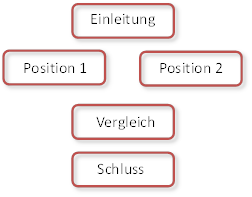 Einleitung
Position 1
Position 2
Vergleich
Schluss